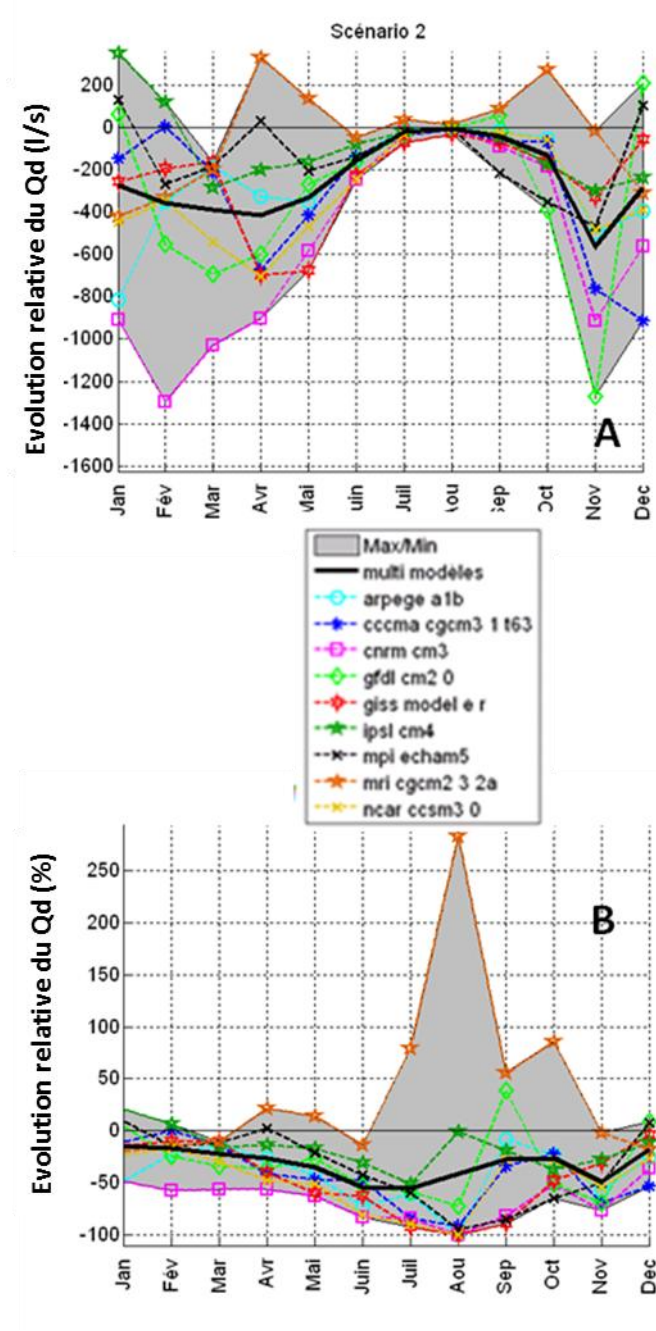 Scénario 2
Evolution relative du Qd (l/s)
200
0
-200
-400
-600
-800
-1000
-1200
-1400
-1600
A
Jan
Fév
Mar
Avr
Mai
uin
Juil
Sep
Oct
Nov
Dec
Max/Min
multi modèles
arpege a1b
cccma cgcm3 1 t63
cnrm cm3
gfdl cm2 0
giss model e r
ipsl cm4
mpi echam5
mri cgcm2 3 2a
ncar ccsm3 0
Evolution relative du Qd (%)
250
200
150
100
50
0
-50
-100
B
Jan
Fév
Mar
Avr
Mai
Juin
Juil
Aou
Sep
Oct
Nov
Dec